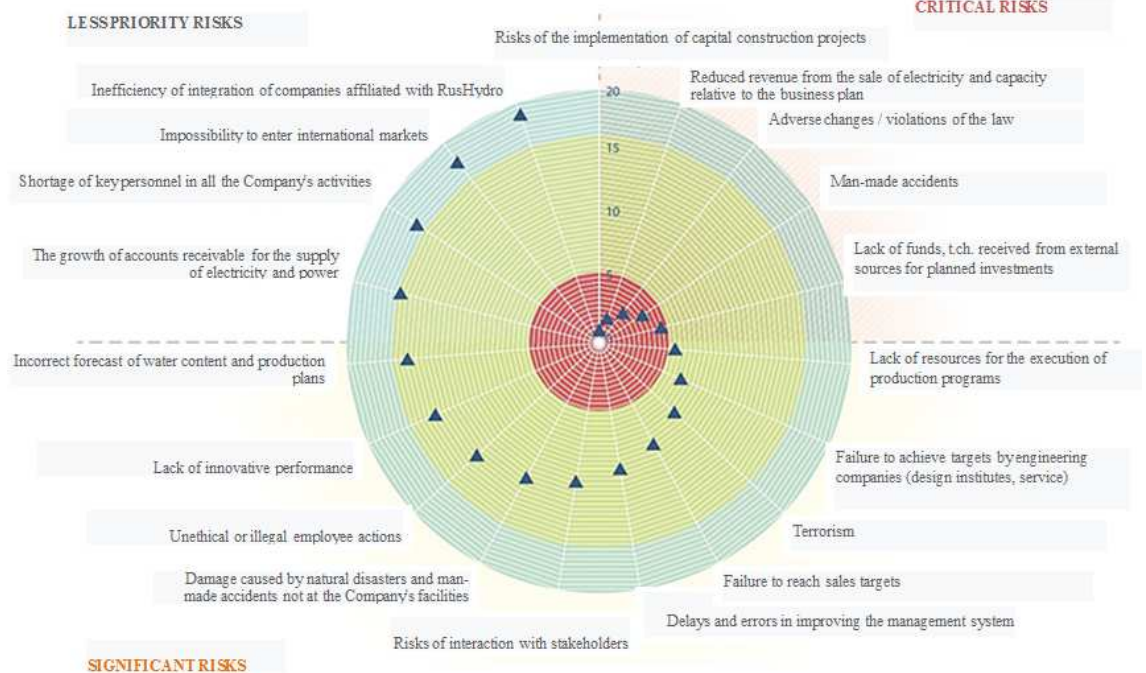 LESS PRIORITY RISKS
CRITICAL RISKS
Risks of the implementation of capital construction projects
Reduced revenue from the sale of electricity and capacity
relative to the business plan
Adverse changes / violations of the law
Man-made accidents
Lack of funds, t.ch. received from external
sources for planned investments
Lack of resources for the execution of
production programs
Failure to achieve targets by engineering
companies (design institutes, service)
Terrorism
Failure to reach sales targets
Delays and errors in improving the management system
Risks of interaction with stakeholders
Damage caused by natural disasters and man-
made accidents not at the Company's facilities
Unethical or illegal employee actions
Lack of innovative performance
Incorrect forecast of water content and production
plans
The growth of accounts receivable for the supply
of electricity and power
Shortage of key personnel in all the Company's activities
Impossibility to enter international markets
Inefficiency of integration of companies affiliated with RusHydro
20
15
10
5
SIGNIFICANT RISKS